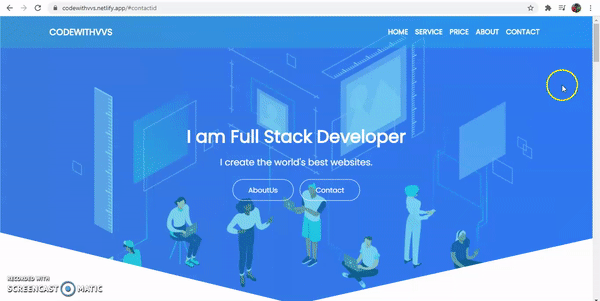 codewithvvs.netlify.app/#contactid
CODEWITHVVS
HOME SERVICE PRICE ABOUT CONTACT
I am Full Stack Developer
I create the world's best websites.
AboutUs Contact
RECORDED WITH
SCREENCAST MATIC